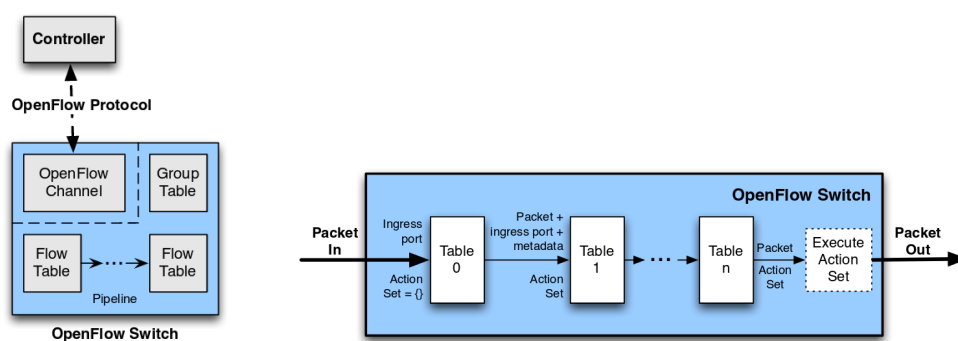 Controller
OpenFlow Protocol
OpenFlow
Channel
Group
Table
Flow
Table
...
Flow
Table
Pipeline
OpenFlow Switch
OpenFlow Switch
Packet
In
Ingress
port
Action
Set = {}
Table
0
Packet +
ingress port +
metadata
Action
Set
Table
1
...
Table
n
Packet
Action
Set
Execute
Action
Set
Packet
Out